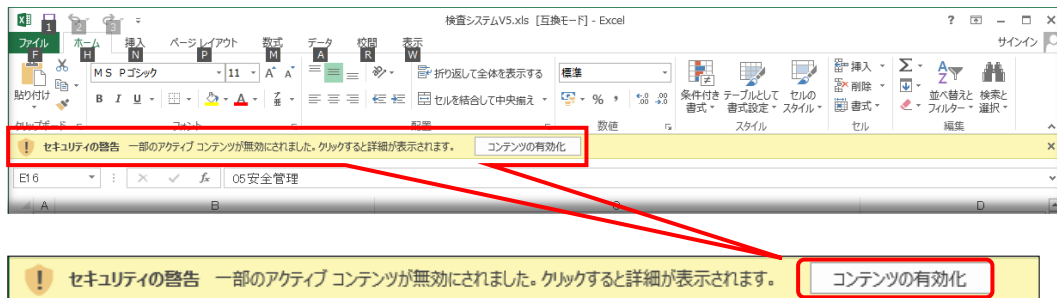 1 2 3 検査システムV5.xls [互換モード] - Excel ?
ファイル ホーム 挿入 ページ レイアウト 数式 データ 校閲 表示 サインイン
F H N P M A R W
ＭＳ Ｐゴシック 11 A A 折り返して全体を表示する 標準 挿入 Σ
貼り付け B I U A セルを結合して中央揃え % , 条件付き テーブルとして セルの 削除 並べ替えと 検索と
書式 書式設定 スタイル 書式 フィルター 選択
クリップボード フォント 配置 数値 スタイル セル 編集
セキュリティの警告 一部のアクティブ コンテンツが無効にされました。クリックすると詳細が表示されます。 コンテンツの有効化
E16 fx 05安全管理
A B C D
セキュリティの警告 一部のアクティブ コンテンツが無効にされました。クリックすると詳細が表示されます。 コンテンツの有効化